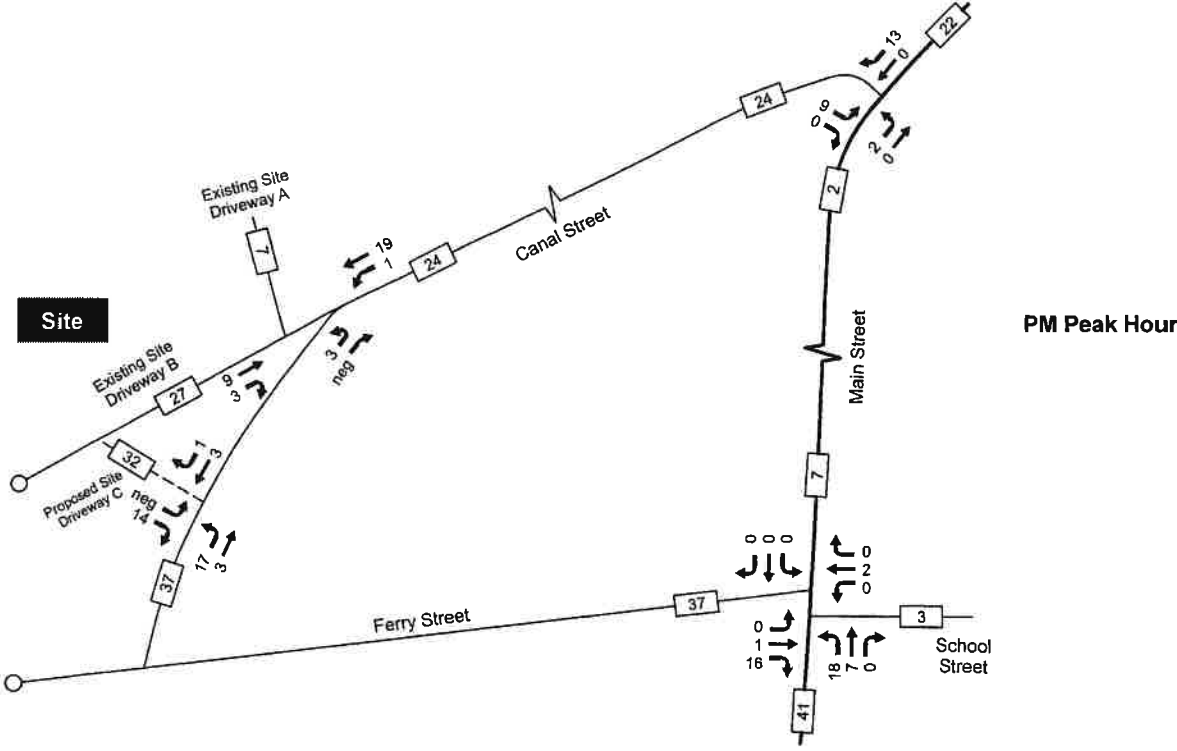 22
13
0
24
9
0
2
0
Existing Site
Driveway A
2
7
19
1
24
Canal Street
Site
PM Peak Hour
Main Street
Existing Site
Driveway B
27
9
3
3
neg
32
1
3
Proposed Site
Driveway C
neg
14
17
3
7
37
0
0
0
0
2
0
37
Ferry Street
0
1
16
18
7
0
3
School
Street
41